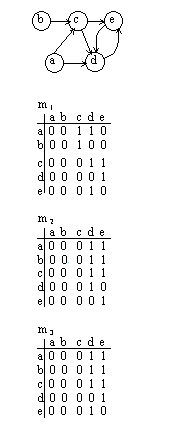 b c e
a d
m 1
a b c d e
a 0 0 1 1 0
b 0 0 1 0 0
c 0 0 0 1 1
d 0 0 0 0 1
e 0 0 0 1 0
m 2
a b c d e
a 0 0 0 1 1
b 0 0 0 1 1
c 0 0 0 1 1
d 0 0 0 1 0
e 0 0 0 0 1
m 3
a b c d e
a 0 0 0 1 1
b 0 0 0 1 1
c 0 0 0 1 1
d 0 0 0 0 1
e 0 0 0 1 0